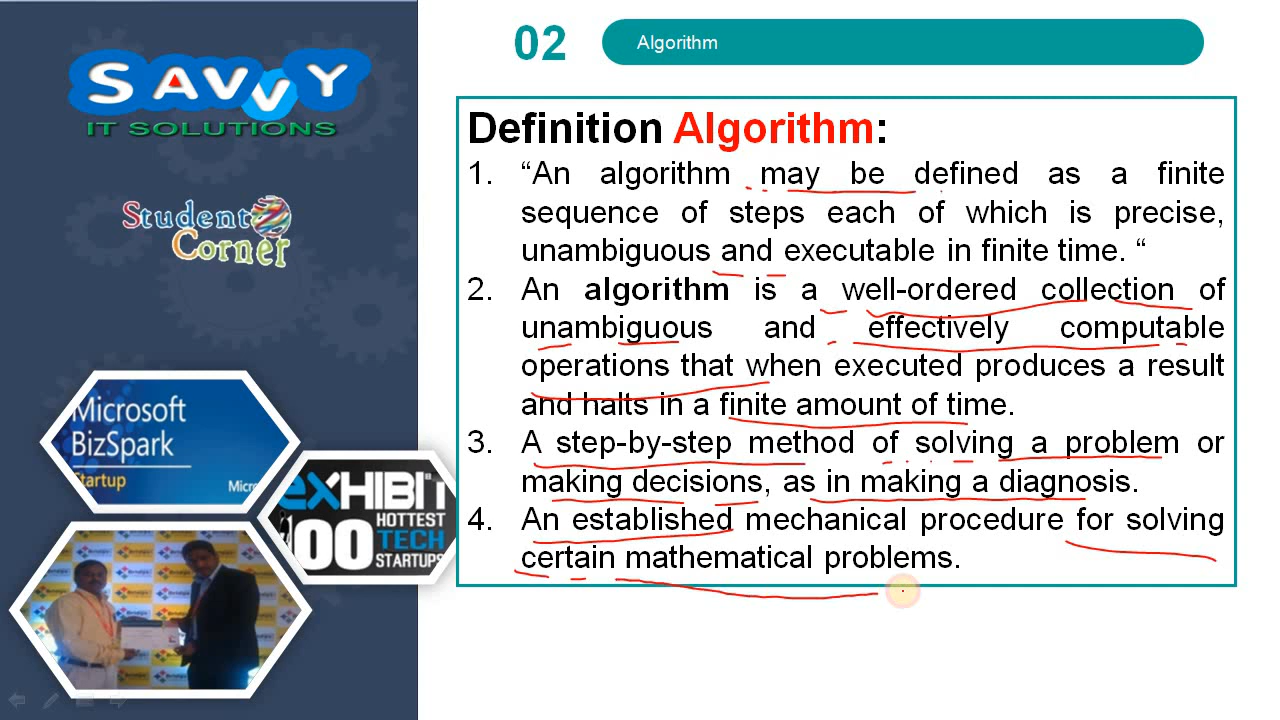 SAVVY
IT SOLUTIONS
Student
Corner
Microsoft
BizSpark
Startup
Micro
EXHIBIT
100
HOTTEST
TECH
STARTUPS
02
Algorithm
Definition Algorithm:
1. “An algorithm may be defined as a finite
sequence of steps each of which is precise,
unambiguous and executable in finite time. “
2. An algorithm is a well-ordered collection of
unambiguous and effectively computable
operations that when executed produces a result
and halts in a finite amount of time.
3. A step-by-step method of solving a problem or
making decisions, as in making a diagnosis.
4. An established mechanical procedure for solving
certain mathematical problems.